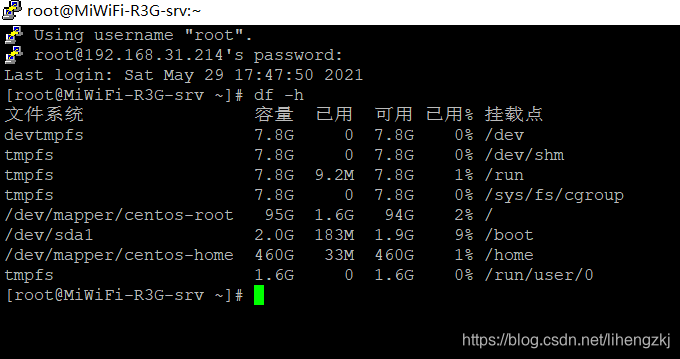 root@MiWiFi-R3G-srv:~
Using username "root".
root@192.168.31.214's password:
Last login: Sat May 29 17:47:50 2021
[root@MiWiFi-R3G-srv ~]# df -h
文件系统 容量 已用 可用 已用% 挂载点
devtmpfs 7.8G 0 7.8G 0% /dev
tmpfs 7.8G 0 7.8G 0% /dev/shm
tmpfs 7.8G 9.2M 7.8G 1% /run
tmpfs 7.8G 0 7.8G 0% /sys/fs/cgroup
/dev/mapper/centos-root 95G 1.6G 94G 2% /
/dev/sda1 2.0G 183M 1.9G 9% /boot
/dev/mapper/centos-home 460G 33M 460G 1% /home
tmpfs 1.6G 0 1.6G 0% /run/user/0
[root@MiWiFi-R3G-srv ~]#
https://blog.csdn.net/lihengzkj